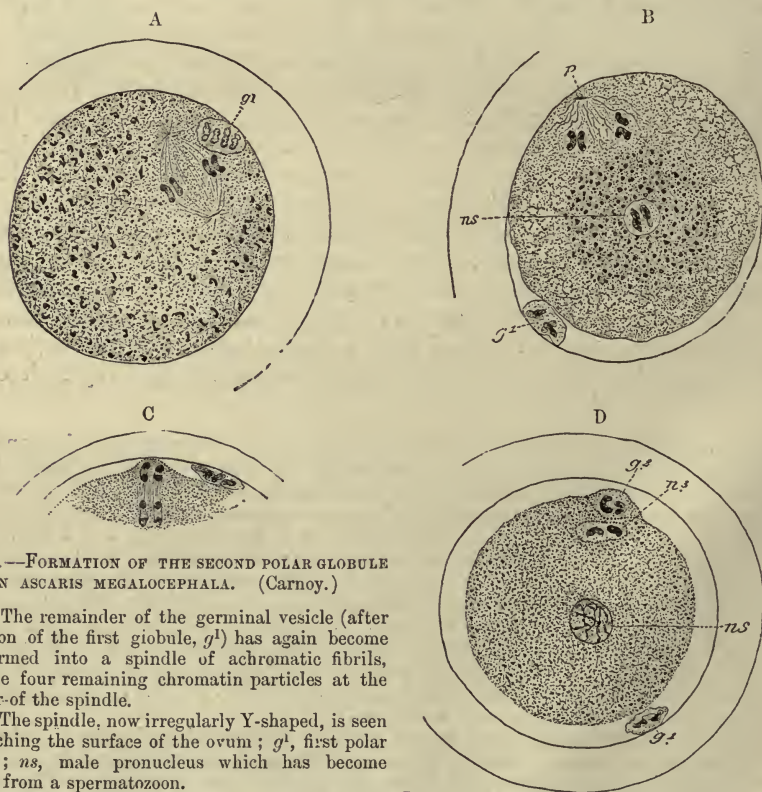 A
g¹
B
p.
ns
g¹
C
D
g.²
n.²
ns
g.¹
.—FORMATION OF THE SECOND POLAR GLOBULE
N ASCARIS MEGALOCEPHALA. (Carnoy.)
The remainder of the germinal vesicle (after
on of the first globule, g¹) has again become
rmed into a spindle of achromatic fibrils,
e four remaining chromatin particles at the
r of the spindle.
The spindle, now irregularly Y-shaped, is seen
ching the surface of the ovum ; g¹, first polar
; ns, male pronucleus which has become
from a spermatozoon.